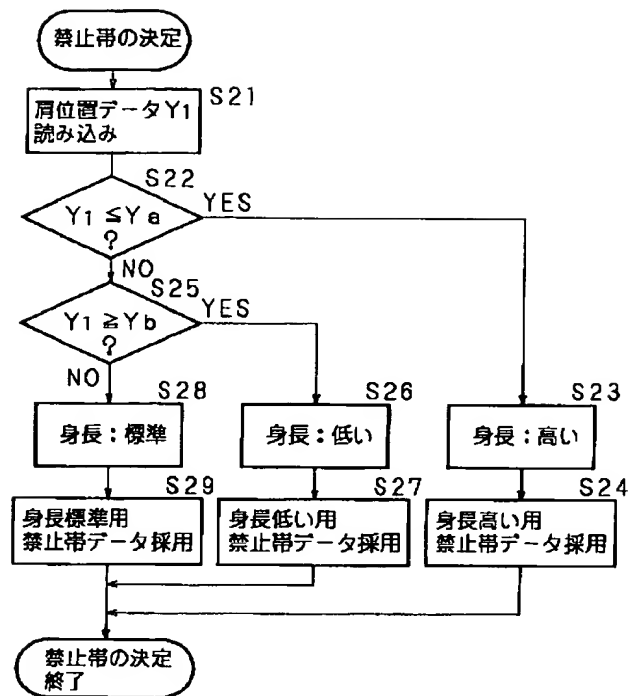 禁止帯の決定
S21
肩位置データY1
読み込み
S22
Y1≦Ya
?
YES
NO
S25
Y1≧Yb
?
YES
NO
S28
身長:標準
S26
身長:低い
S23
身長:高い
S29
身長標準用
禁止帯データ採用
S27
身長低い用
禁止帯データ採用
S24
身長高い用
禁止帯データ採用
禁止帯の決定
終了